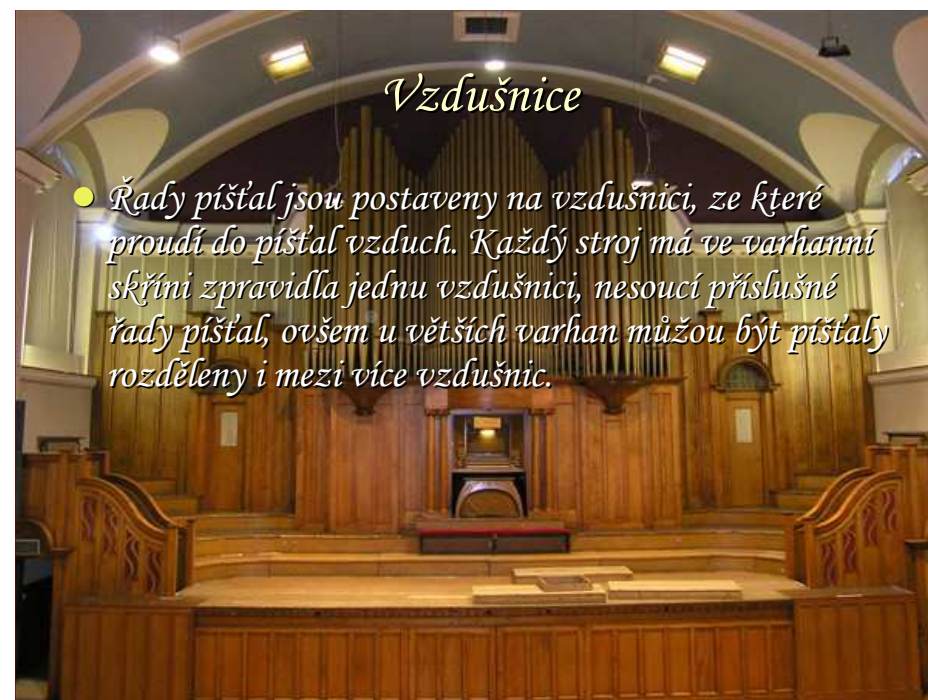 Vzdušnice
Řady píšťal jsou postaveny na vzdušnici, ze které
proudí do píšťal vzduch. Každý stroj má ve varhanní
skříni zpravidla jednu vzdušnici, nesoucí příslušné
řady píšťal, ovšem u větších varhan můžou být píšťaly
rozděleny i mezi více vzdušnic.